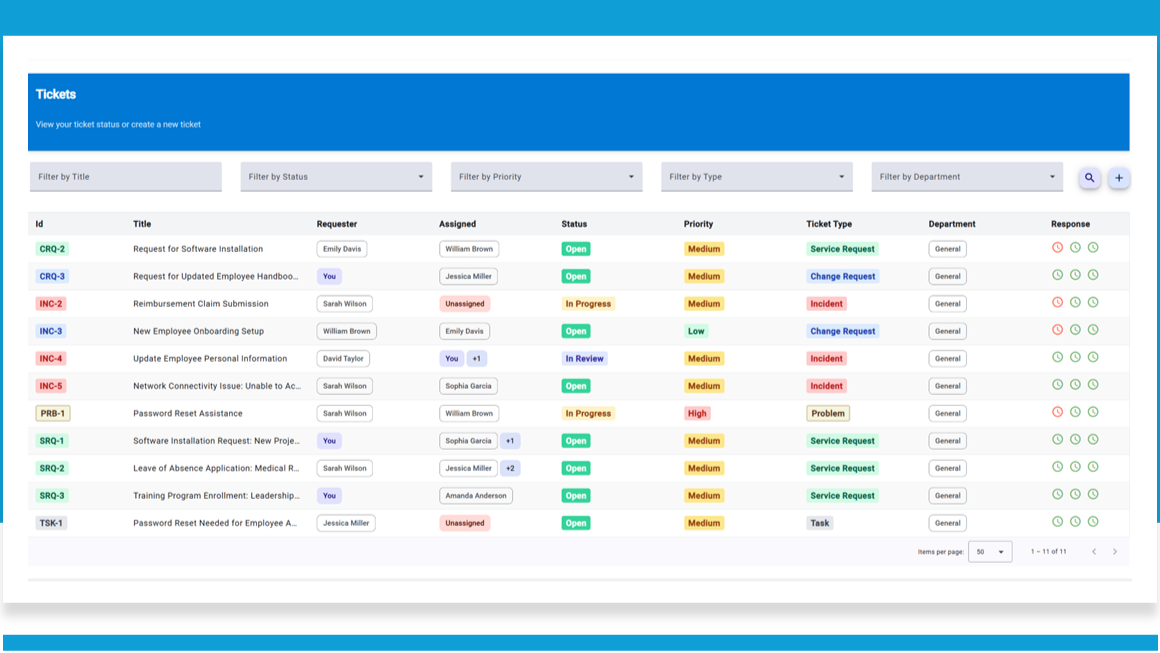 Tickets
View your ticket status or create a new ticket
Filter by Title Filter by Status Filter by Priority Filter by Type Filter by Department
Id Title Requester Assigned Status Priority Ticket Type Department Response
CRQ-2 Request for Software Installation Emily Davis William Brown Open Medium Service Request General
CRQ-3 Request for Updated Employee Handboo... You Jessica Miller Open Medium Change Request General
INC-2 Reimbursement Claim Submission Sarah Wilson Unassigned In Progress Medium Incident General
INC-3 New Employee Onboarding Setup William Brown Emily Davis Open Low Change Request General
INC-4 Update Employee Personal Information David Taylor You +1 In Review Medium Incident General
INC-5 Network Connectivity Issue: Unable to Ac... Sarah Wilson Sophia Garcia Open Medium Incident General
PRB-1 Password Reset Assistance Sarah Wilson William Brown In Progress High Problem General
SRQ-1 Software Installation Request: New Proje... You Sophia Garcia +1 Open Medium Service Request General
SRQ-2 Leave of Absence Application: Medical R... Sarah Wilson Jessica Miller +2 Open Medium Service Request General
SRQ-3 Training Program Enrollment: Leadership... You Amanda Anderson Open Medium Service Request General
TSK-1 Password Reset Needed for Employee A... Jessica Miller Unassigned Open Medium Task General
Items per page: 50 1 – 11 of 11